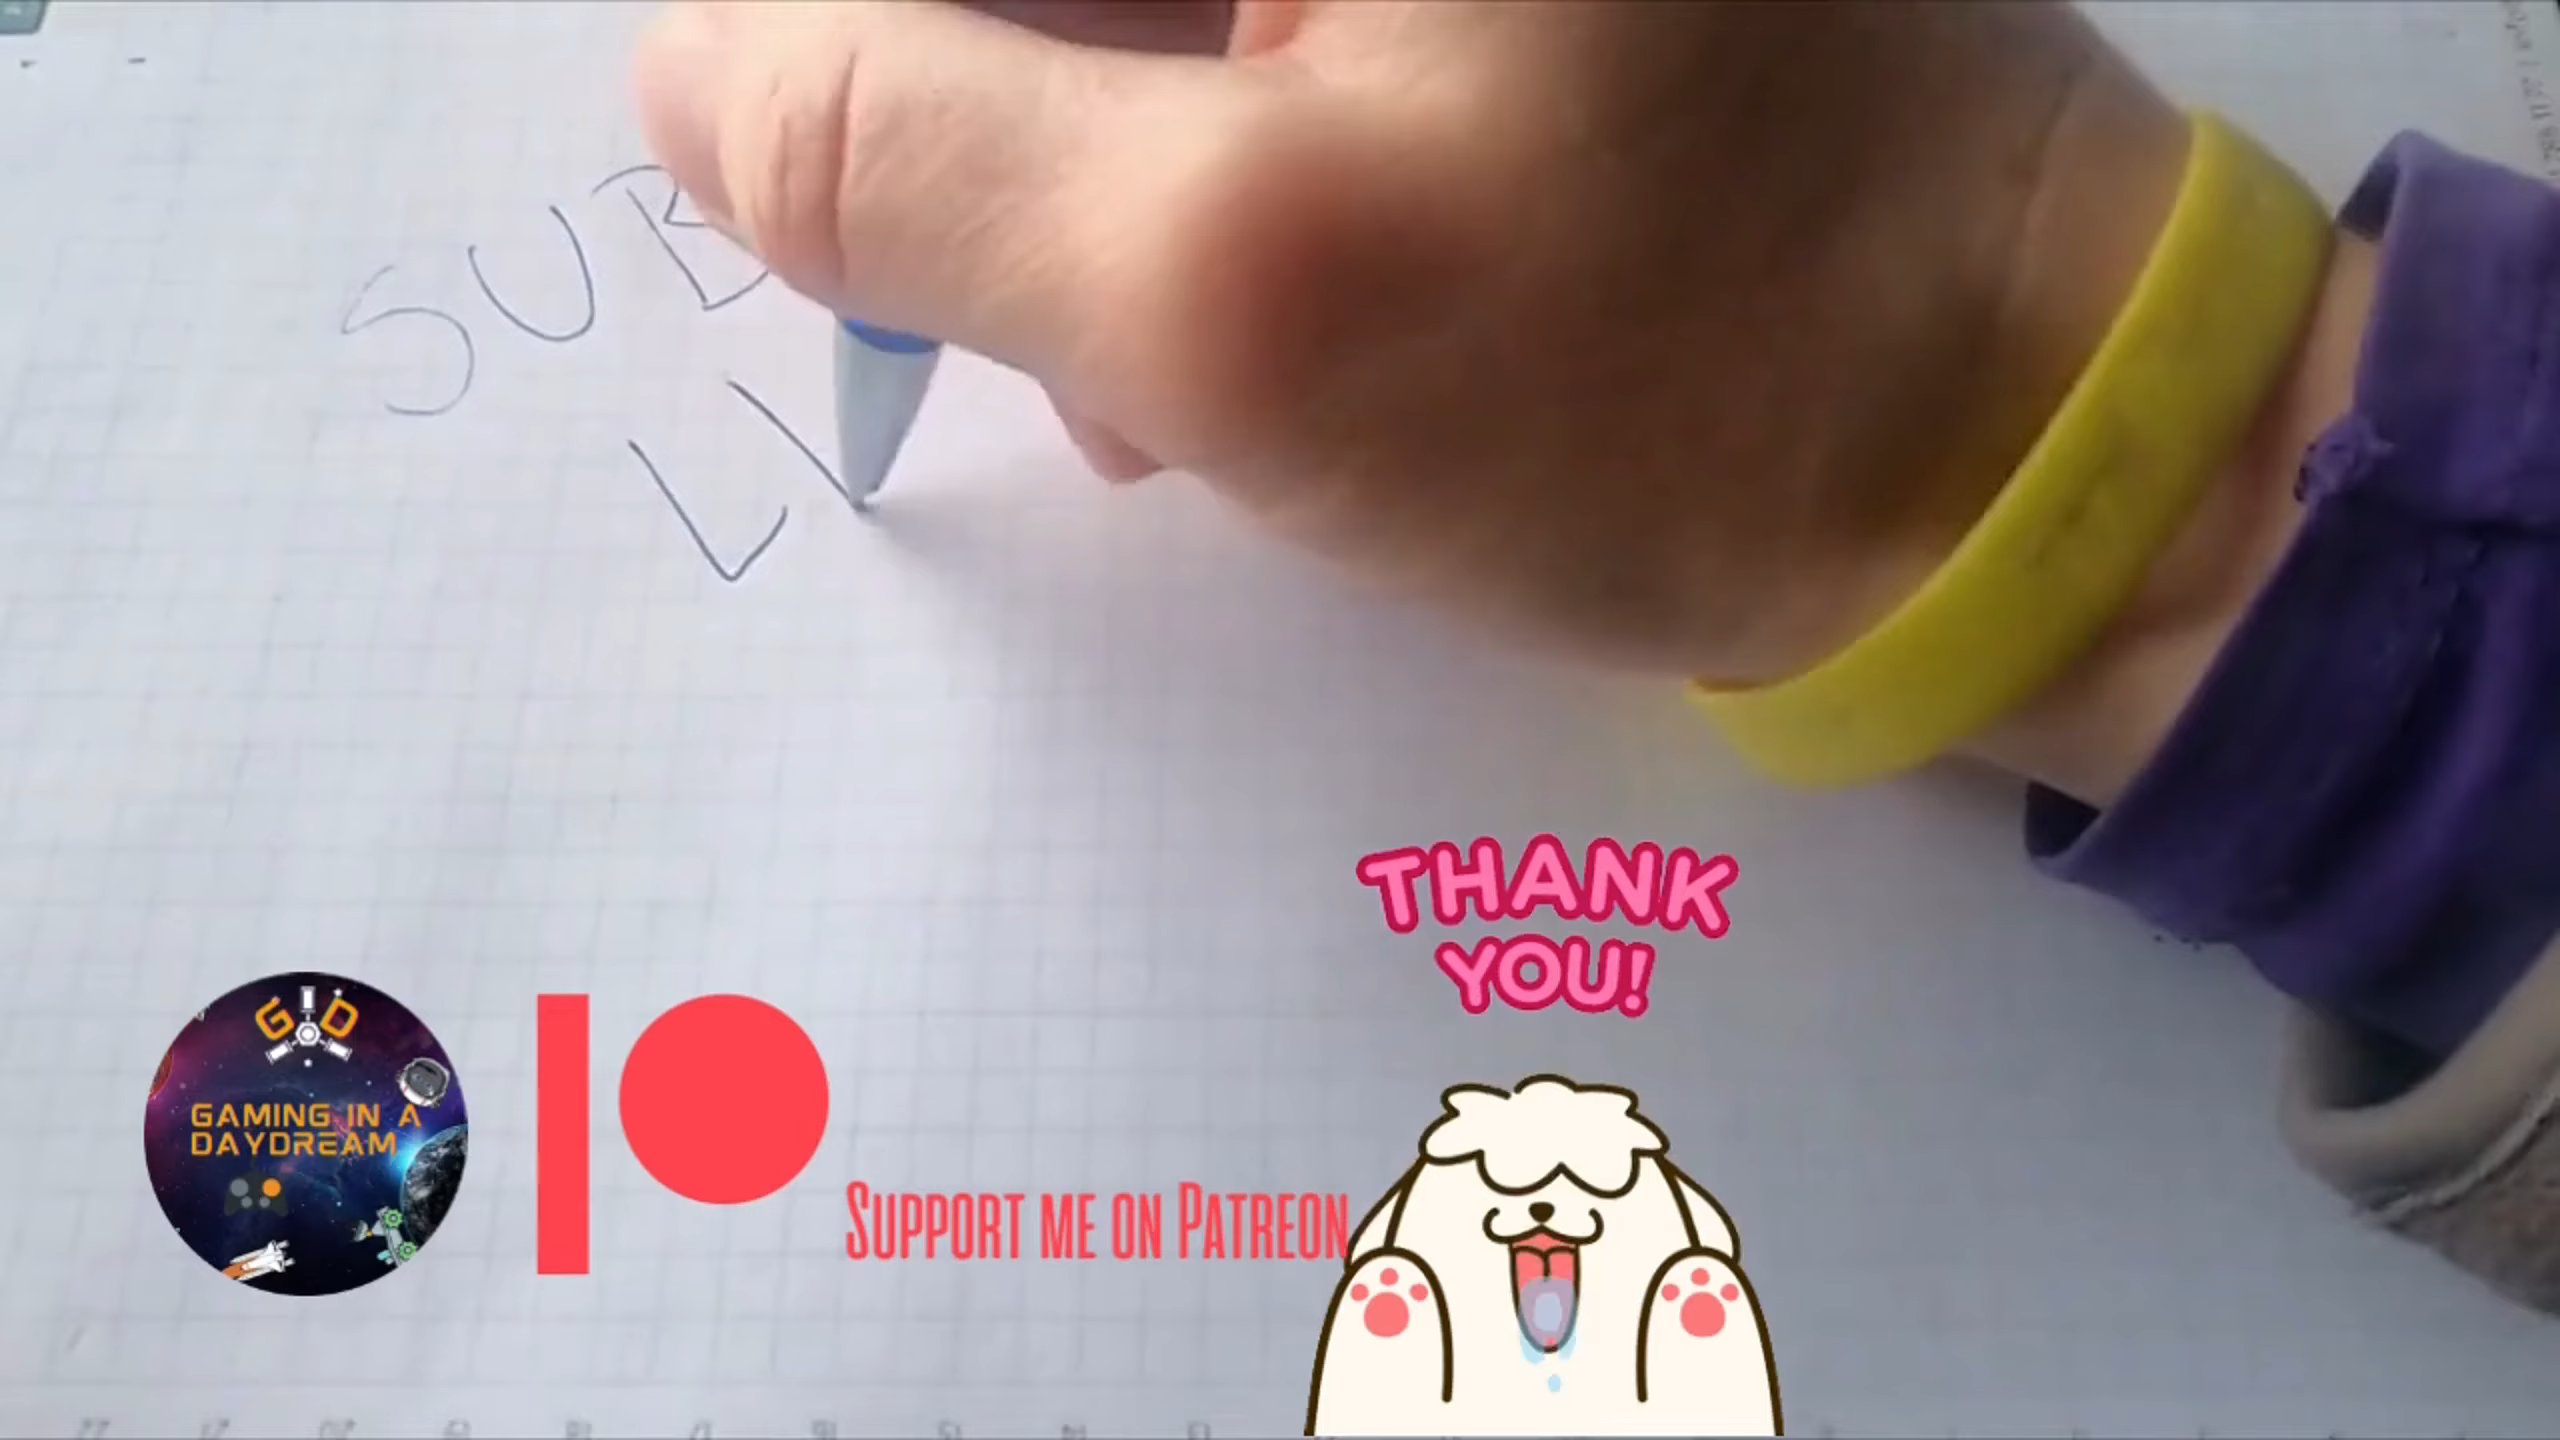 SUB
LI
THANK
YOU!
G D
GAMING IN A
DAYDREAM
SUPPORT ME ON PATREON